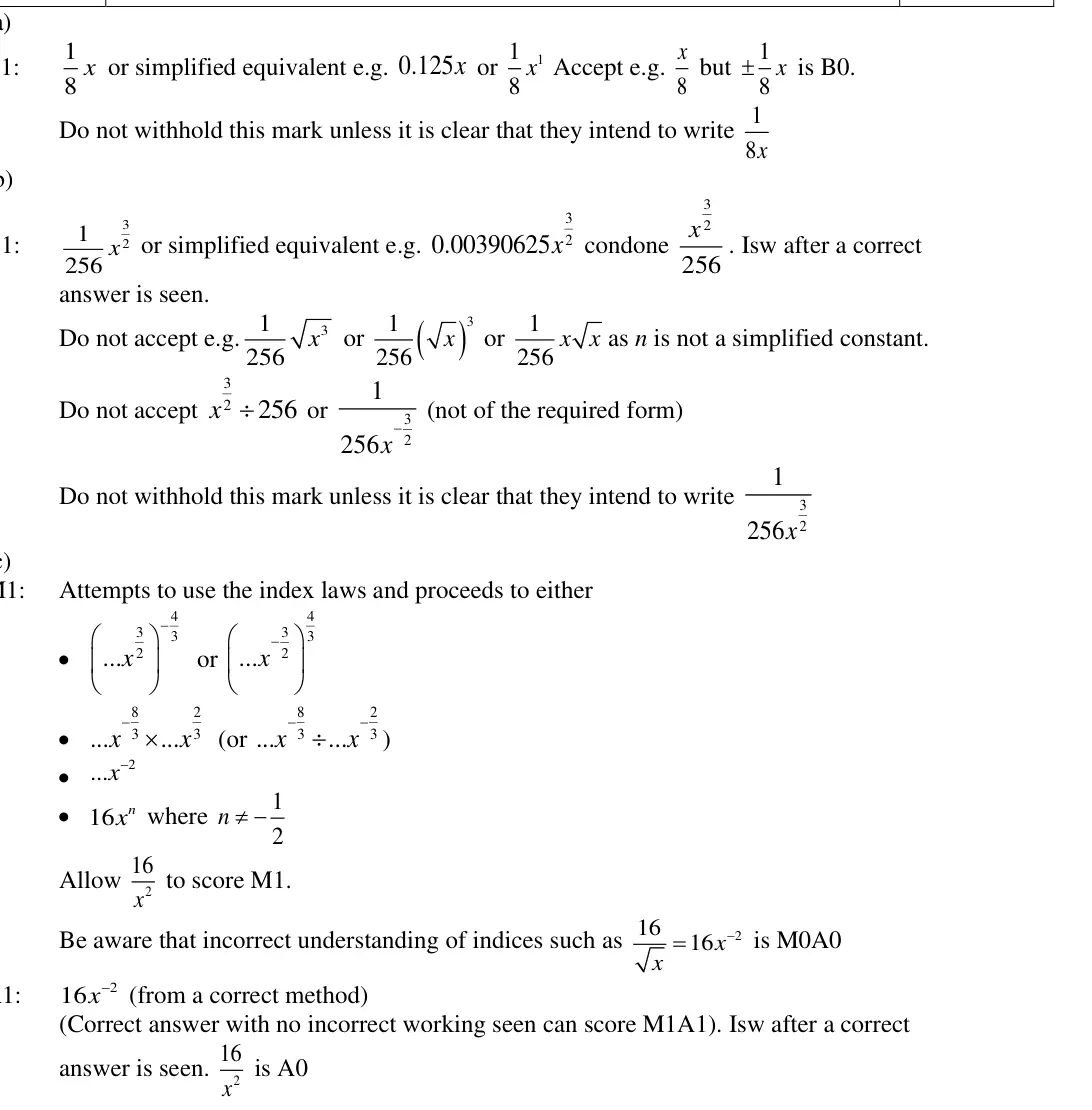 a)
1: 1/8 x or simplified equivalent e.g. 0.125x or 1/8 x^1 Accept e.g. x/8 but ±1/8 x is B0.
Do not withhold this mark unless it is clear that they intend to write 1/(8x)
b)
1: 1/256 x^(3/2) or simplified equivalent e.g. 0.00390625x^(3/2) condone x^(3/2)/256 . Isw after a correct
answer is seen.
Do not accept e.g. 1/256 √(x^3) or 1/256 (√x)^3 or 1/256 x√x as n is not a simplified constant.
Do not accept x^(3/2) ÷ 256 or 1/(256x^(-3/2)) (not of the required form)
Do not withhold this mark unless it is clear that they intend to write 1/(256x^(3/2))
c)
M1: Attempts to use the index laws and proceeds to either
• (...x^(3/2))^(-4/3) or (...x^(-3/2))^(4/3)
• ...x^(-8/3) × ...x^(2/3) (or ...x^(-8/3) ÷ ...x^(-2/3))
• ...x^(-2)
• 16x^n where n ≠ -1/2
Allow 16/x^2 to score M1.
Be aware that incorrect understanding of indices such as 16/√x = 16x^(-2) is M0A0
1: 16x^(-2) (from a correct method)
(Correct answer with no incorrect working seen can score M1A1). Isw after a correct
answer is seen. 16/x^2 is A0